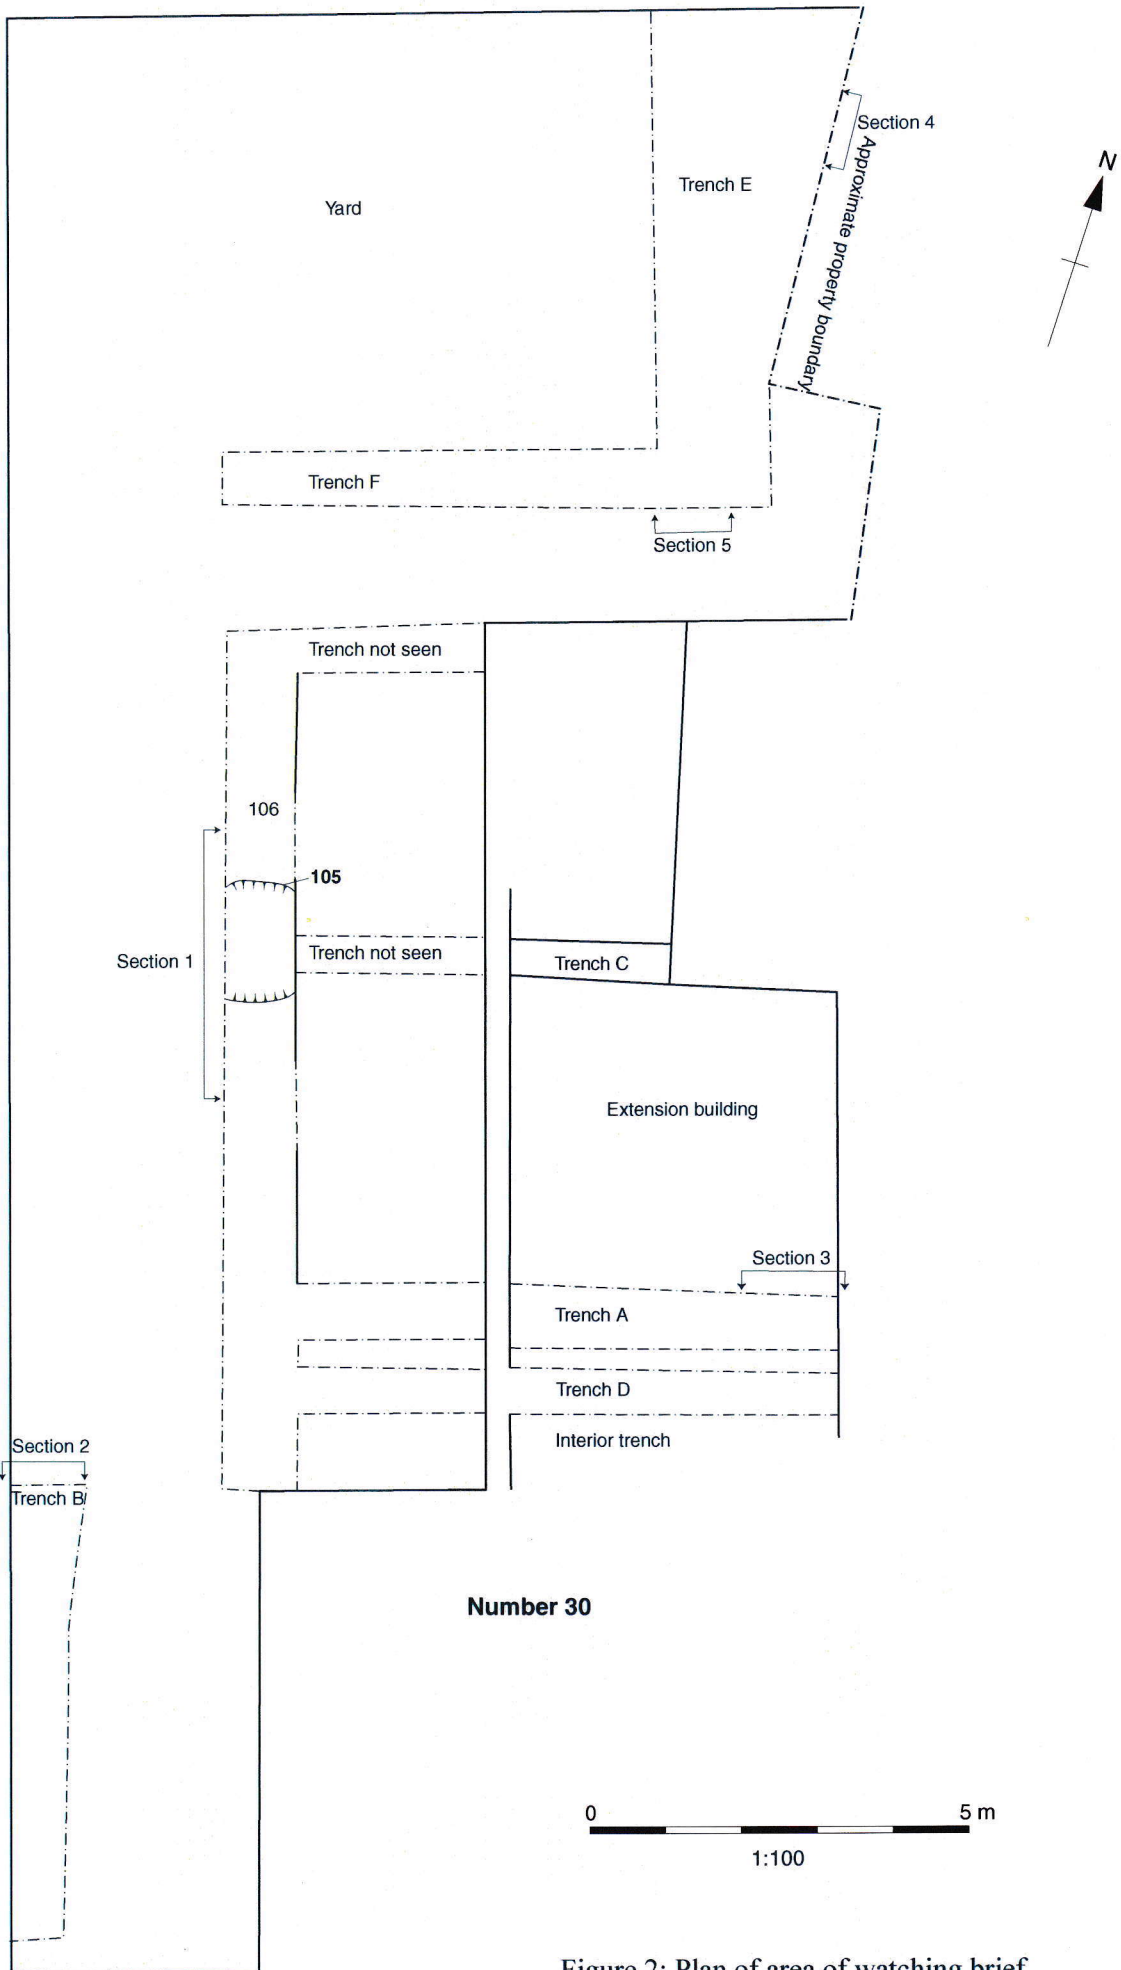 Section 4
N
Trench E
Yard
Approximate property boundary
Trench F
Section 5
Trench not seen
106
105
Trench not seen
Section 1
Trench C
Extension building
Section 3
Trench A
Trench D
Interior trench
Section 2
Trench B
Number 30
0 5 m
1:100
Figure 2: Plan of area of watching brief